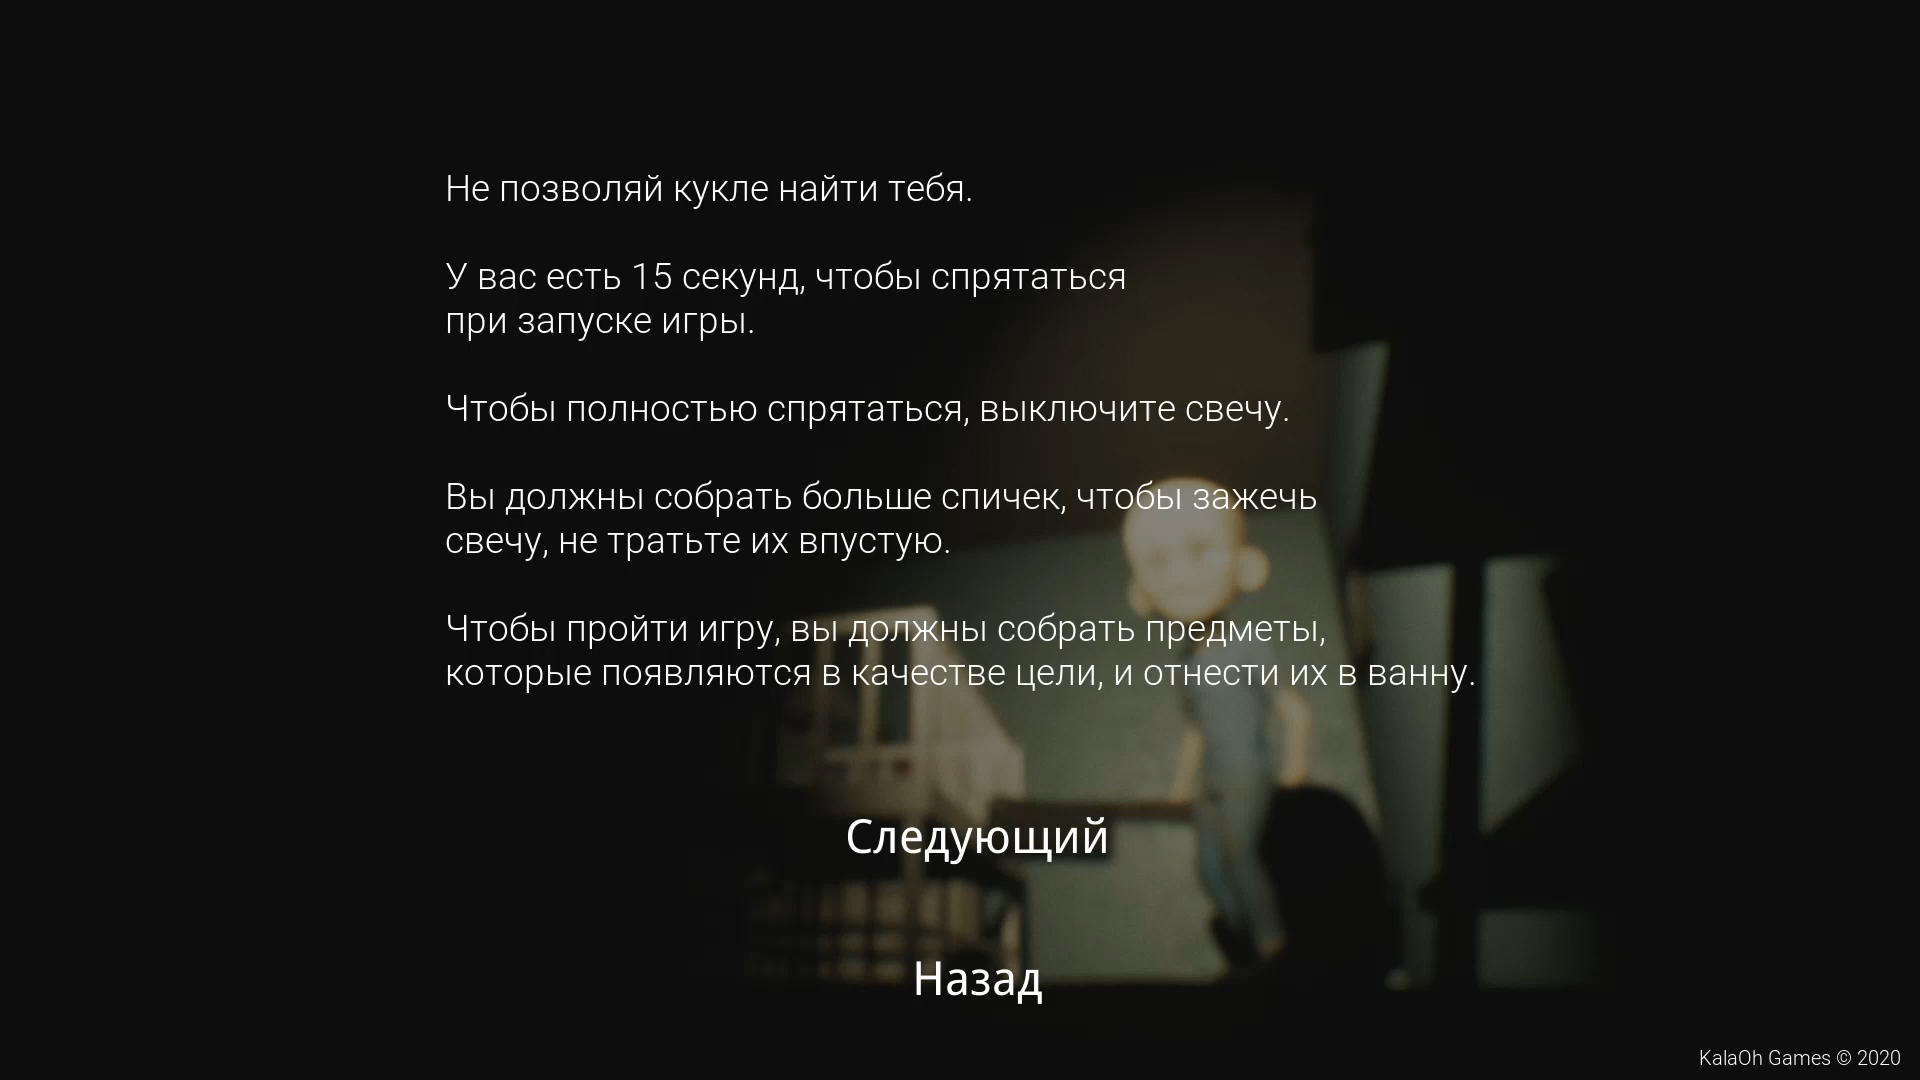 Не позволяй кукле найти тебя.
У вас есть 15 секунд, чтобы спрятаться
при запуске игры.
Чтобы полностью спрятаться, выключите свечу.
Вы должны собрать больше спичек, чтобы зажечь
свечу, не тратьте их впустую.
Чтобы пройти игру, вы должны собрать предметы,
которые появляются в качестве цели, и отнести их в ванну.
Следующий
Назад
KalaOh Games © 2020